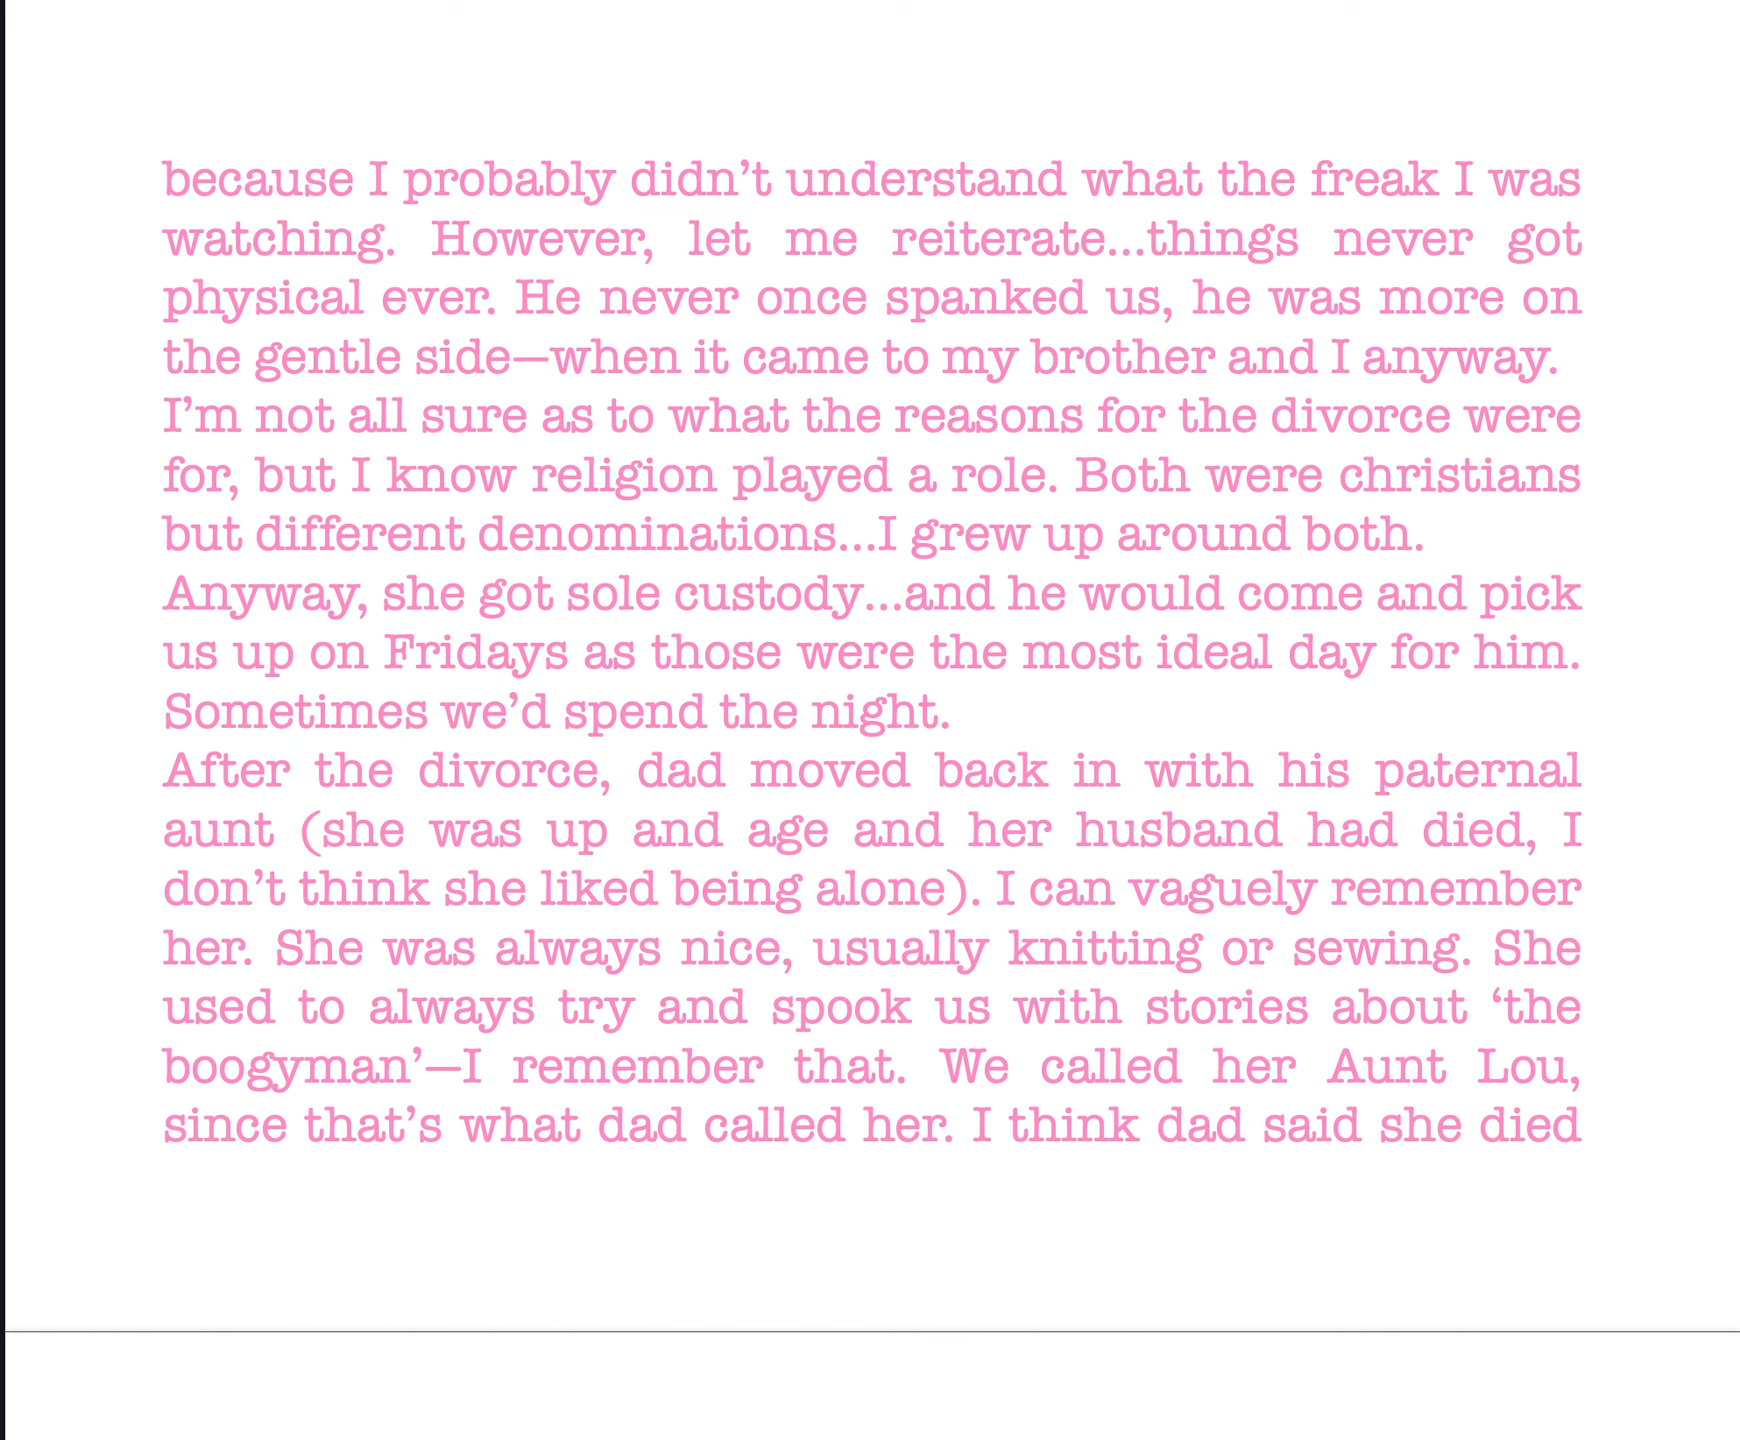 because I probably didn’t understand what the freak I was
watching. However, let me reiterate...things never got
physical ever. He never once spanked us, he was more on
the gentle side—when it came to my brother and I anyway.
I’m not all sure as to what the reasons for the divorce were
for, but I know religion played a role. Both were christians
but different denominations...I grew up around both.
Anyway, she got sole custody...and he would come and pick
us up on Fridays as those were the most ideal day for him.
Sometimes we’d spend the night.
After the divorce, dad moved back in with his paternal
aunt (she was up and age and her husband had died, I
don’t think she liked being alone). I can vaguely remember
her. She was always nice, usually knitting or sewing. She
used to always try and spook us with stories about ‘the
boogyman’—I remember that. We called her Aunt Lou,
since that’s what dad called her. I think dad said she died